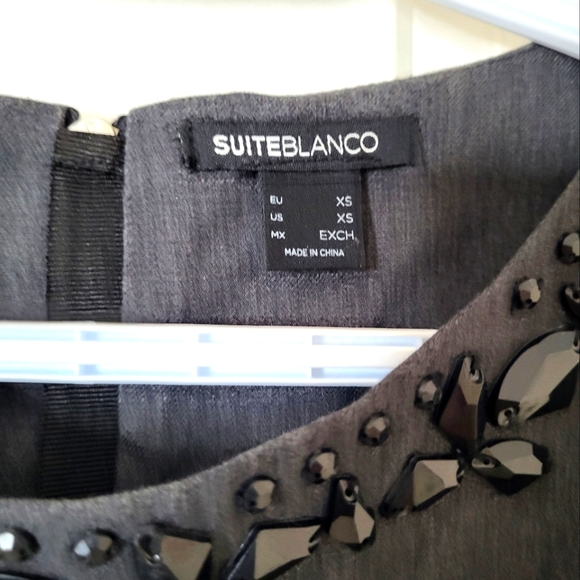 SUITEBLANCO
EU XS
US XS
MX EXCH
MADE IN CHINA